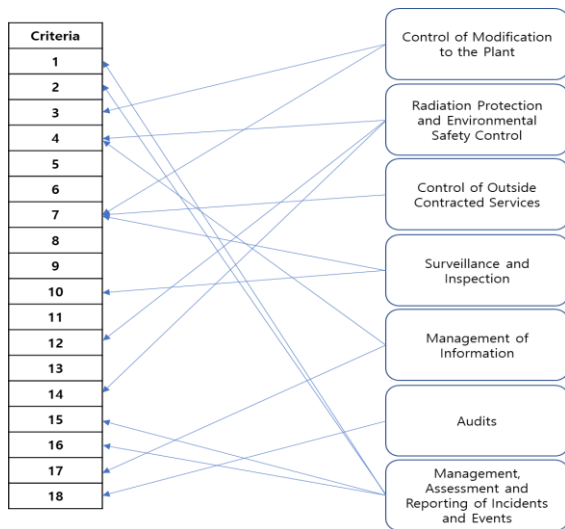 Criteria
1
2
3
4
5
6
7
8
9
10
11
12
13
14
15
16
17
18
Control of Modification
to the Plant
Radiation Protection
and Environmental
Safety Control
Control of Outside
Contracted Services
Surveillance and
Inspection
Management of
Information
Audits
Management,
Assessment and
Reporting of Incidents
and Events